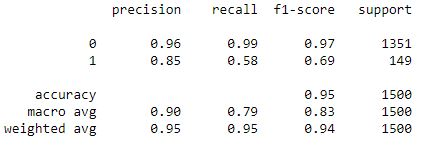 precision recall f1-score support
0 0.96 0.99 0.97 1351
1 0.85 0.58 0.69 149
accuracy 0.95 1500
macro avg 0.90 0.79 0.83 1500
weighted avg 0.95 0.95 0.94 1500